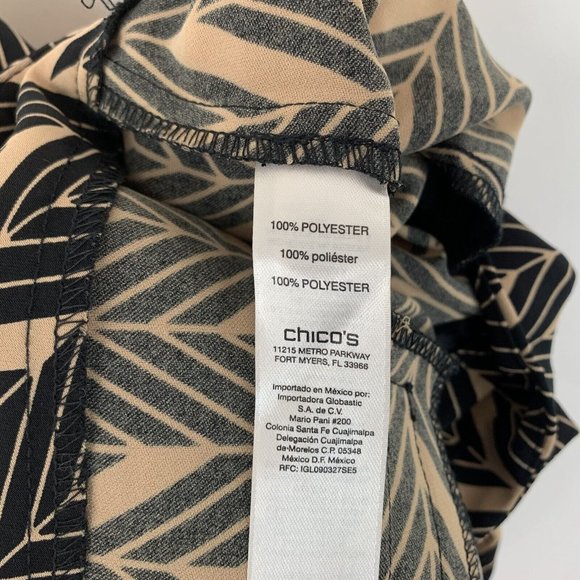 100% POLYESTER
100% poliéster
100% POLYESTER
chico's
11215 METRO PARKWAY
FORT MYERS, FL 33966
Importado en México por:
Importadora Globastic
S.A. de C.V.
Mario Pani #200
Colonia Santa Fe Cuajimalpa
Delegación Cuajimalpa
de-Morelos C.P. 05348
México D.F. México
RFC: IGL090327SE5